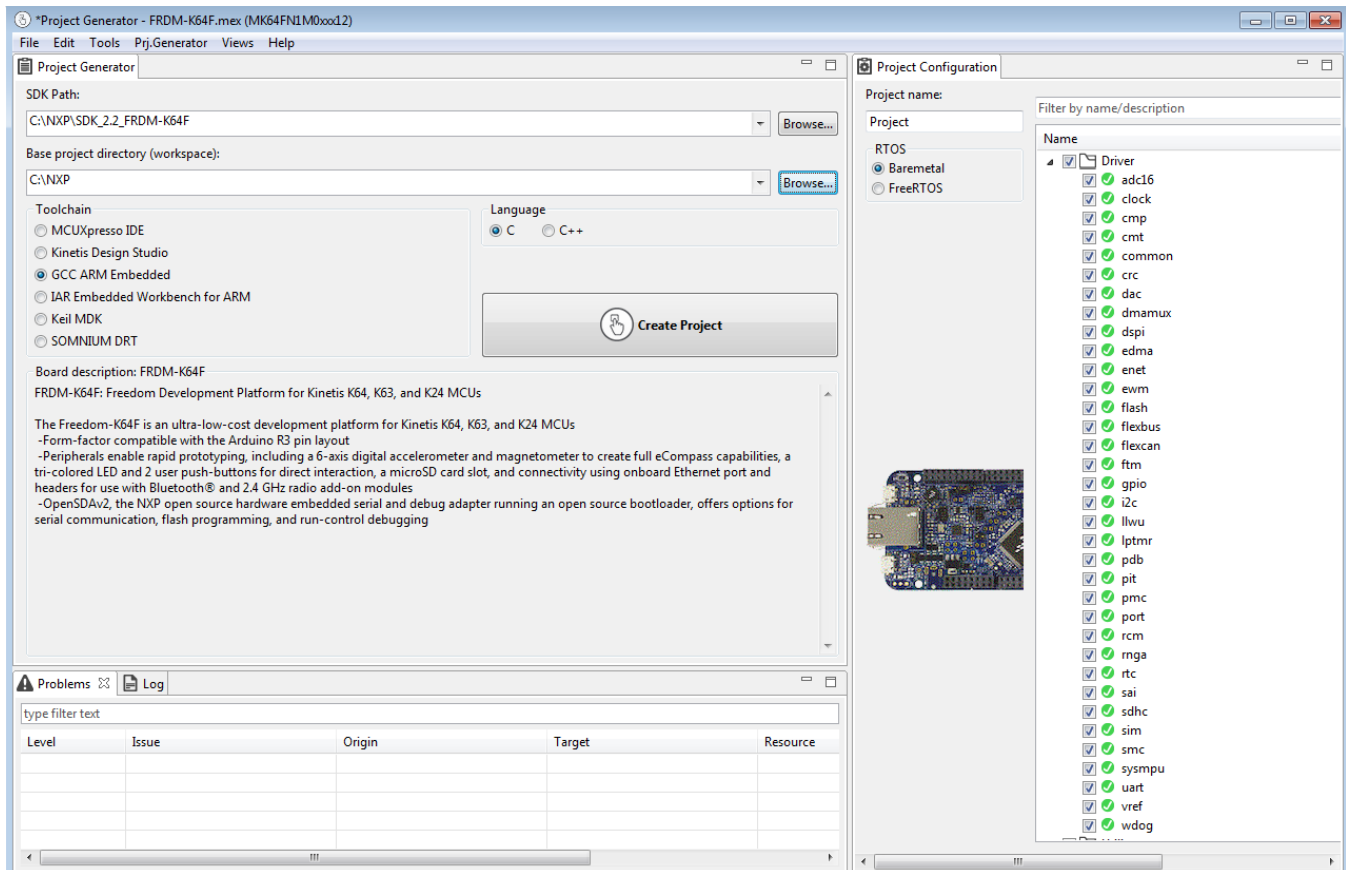 *Project Generator - FRDM-K64F.mex (MK64FN1M0xxx12)
File Edit Tools Prj.Generator Views Help
Project Generator
SDK Path:
C:\NXP\SDK_2.2_FRDM-K64F
Browse...
Base project directory (workspace):
C:\NXP
Browse...
Toolchain
MCUXpresso IDE
Kinetis Design Studio
GCC ARM Embedded
IAR Embedded Workbench for ARM
Keil MDK
SOMNIUM DRT
Language
C C++
Create Project
Board description: FRDM-K64F
FRDM-K64F: Freedom Development Platform for Kinetis K64, K63, and K24 MCUs
The Freedom-K64F is an ultra-low-cost development platform for Kinetis K64, K63, and K24 MCUs
-Form-factor compatible with the Arduino R3 pin layout
-Peripherals enable rapid prototyping, including a 6-axis digital accelerometer and magnetometer to create full eCompass capabilities, a
tri-colored LED and 2 user push-buttons for direct interaction, a microSD card slot, and connectivity using onboard Ethernet port and
headers for use with Bluetooth® and 2.4 GHz radio add-on modules
-OpenSDAv2, the NXP open source hardware embedded serial and debug adapter running an open source bootloader, offers options for
serial communication, flash programming, and run-control debugging
Problems Log
type filter text
Level Issue Origin Target Resource
Project Configuration
Project name:
Project
RTOS
Baremetal
FreeRTOS
Filter by name/description
Name
Driver
adc16
clock
cmp
cmt
common
crc
dac
dmamux
dspi
edma
enet
ewm
flash
flexbus
flexcan
ftm
gpio
i2c
llwu
lptmr
pdb
pit
pmc
port
rcm
rnga
rtc
sai
sdhc
sim
smc
sysmpu
uart
vref
wdog